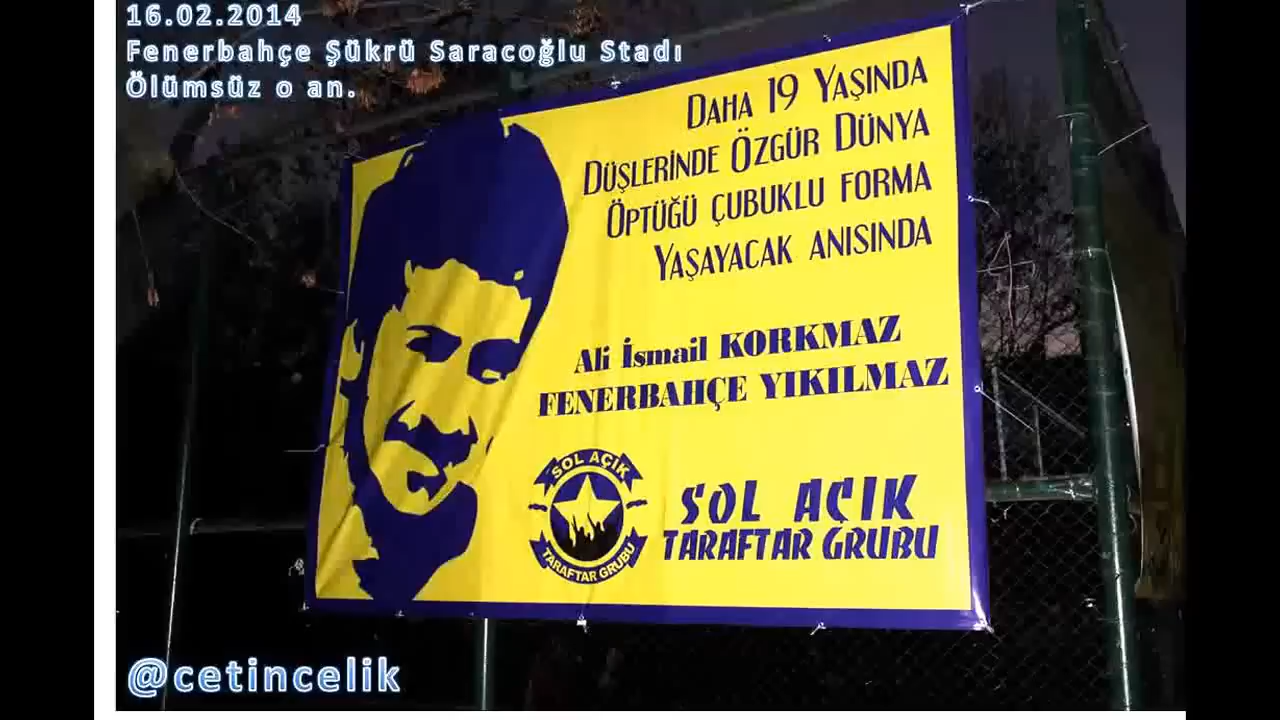 16.02.2014
Fenerbahçe Şükrü Saracoğlu Stadı
Ölümsüz o an.
DAHA 19 YAŞINDA
DÜŞLERİNDE ÖZGÜR DÜNYA
ÖPTÜĞÜ ÇUBUKLU FORMA
YAŞAYACAK ANISINDA
Ali İsmail KORKMAZ
FENERBAHÇE YIKILMAZ
SOL AÇIK
TARAFTAR GRUBU
SOL AÇIK
TARAFTAR GRUBU
@cetincelik